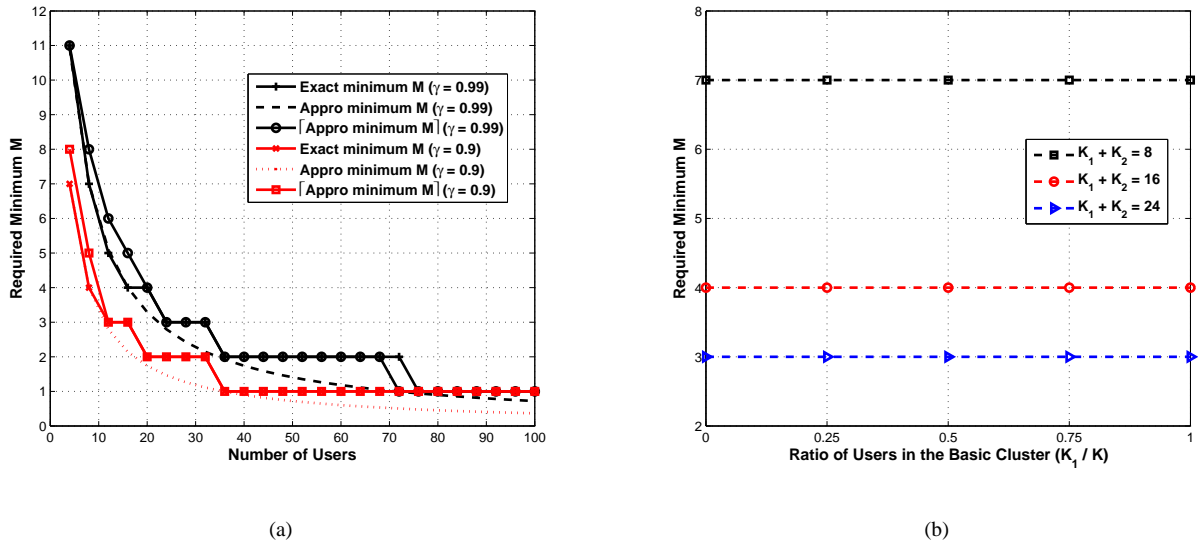 12
11
10
9
8
7
6
5
4
3
2
1
0
Required Minimum M
0 10 20 30 40 50 60 70 80 90 100
Number of Users
Exact minimum M (γ = 0.99)
Appro minimum M (γ = 0.99)
⌈Appro minimum M⌉ (γ = 0.99)
Exact minimum M (γ = 0.9)
Appro minimum M (γ = 0.9)
⌈Appro minimum M⌉ (γ = 0.9)
(a)
8
7
6
5
4
3
2
Required Minimum M
0 0.25 0.5 0.75 1
Ratio of Users in the Basic Cluster (K₁ / K)
K₁ + K₂ = 8
K₁ + K₂ = 16
K₁ + K₂ = 24
(b)